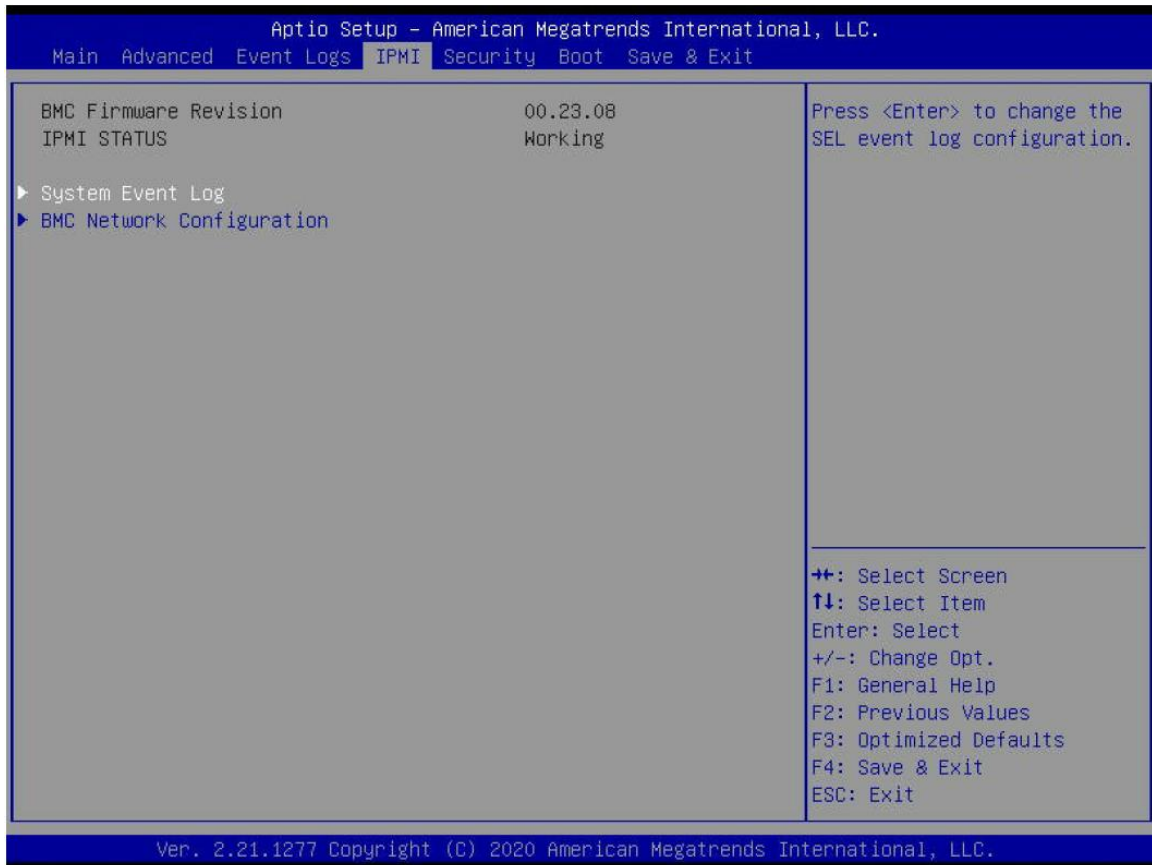 Aptio Setup – American Megatrends International, LLC.
Main Advanced Event Logs IPMI Security Boot Save & Exit
BMC Firmware Revision 00.23.08
IPMI STATUS Working
▶ System Event Log
▶ BMC Network Configuration
Press <Enter> to change the
SEL event log configuration.
→←: Select Screen
↑↓: Select Item
Enter: Select
+/-: Change Opt.
F1: General Help
F2: Previous Values
F3: Optimized Defaults
F4: Save & Exit
ESC: Exit
Ver. 2.21.1277 Copyright (C) 2020 American Megatrends International, LLC.